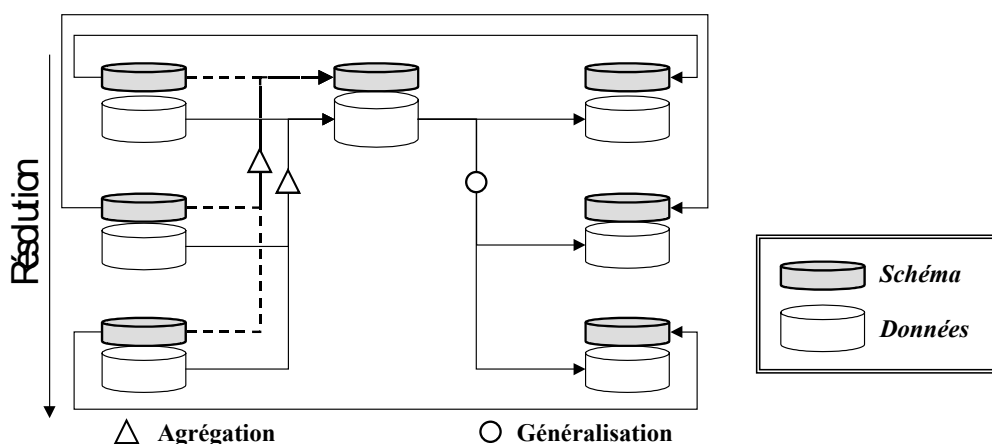 Résolution
Schéma
Données
Agrégation
Généralisation